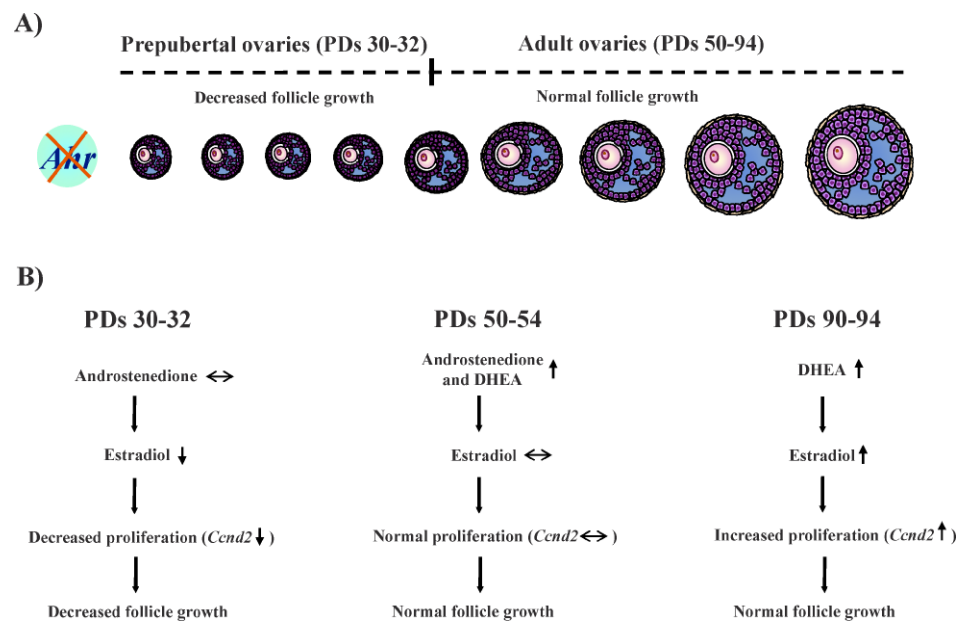 A)
Prepubertal ovaries (PDs 30-32)
Adult ovaries (PDs 50-94)
Decreased follicle growth
Normal follicle growth
Ahr
B)
PDs 30-32
PDs 50-54
PDs 90-94
Androstenedione ↔
Androstenedione
and DHEA ↑
DHEA ↑
Estradiol ↓
Estradiol ↔
Estradiol ↑
Decreased proliferation (Ccnd2 ↓ )
Normal proliferation (Ccnd2 ↔ )
Increased proliferation (Ccnd2 ↑ )
Decreased follicle growth
Normal follicle growth
Normal follicle growth